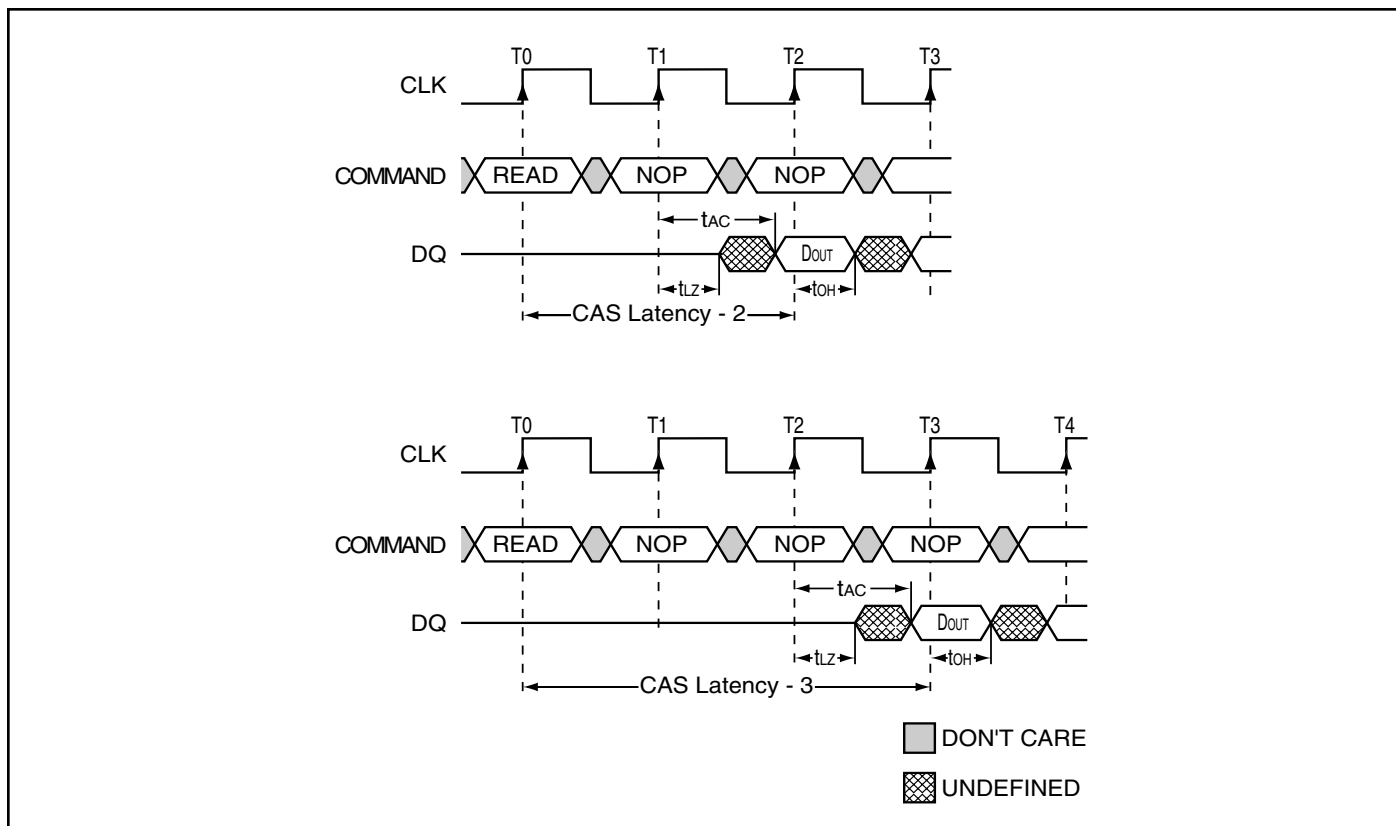 T0 T1 T2 T3
CLK
COMMAND READ NOP NOP
tAC
DQ DOUT
tLZ tOH
CAS Latency - 2
T0 T1 T2 T3 T4
CLK
COMMAND READ NOP NOP NOP
tAC
DQ DOUT
tLZ tOH
CAS Latency - 3
DON'T CARE
UNDEFINED